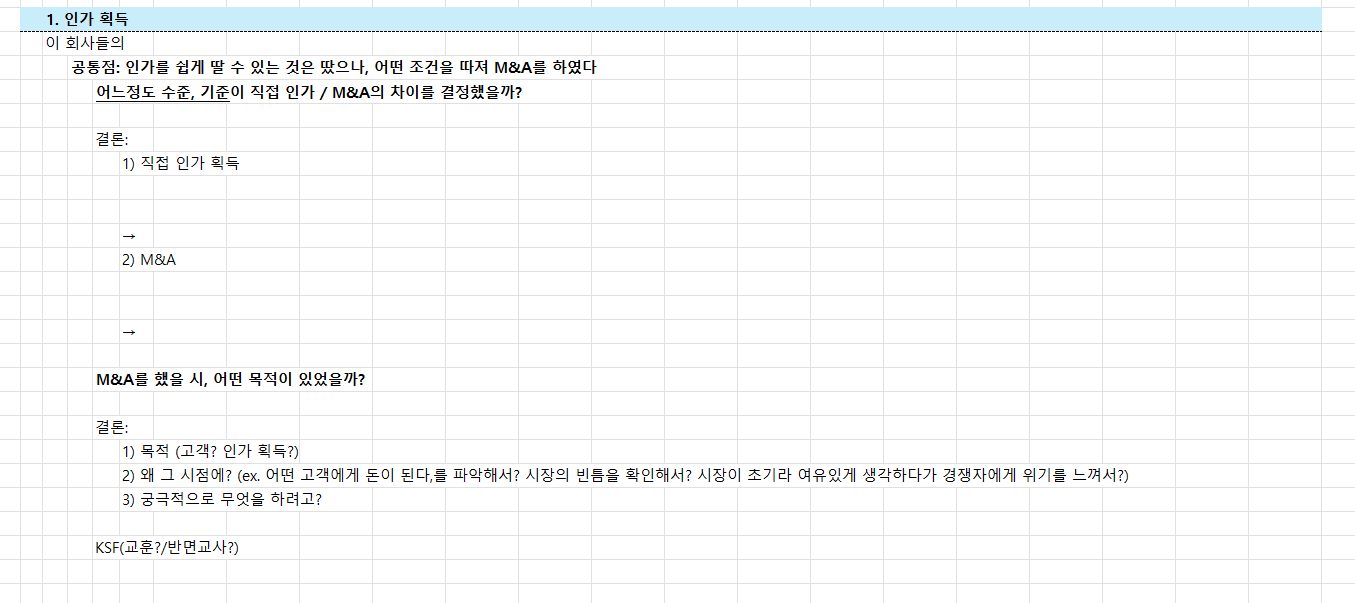 1. 인가 획득
이 회사들의
공통점: 인가를 쉽게 딸 수 있는 것은 땄으나, 어떤 조건을 따져 M&A를 하였다
어느정도 수준, 기준이 직접 인가 / M&A의 차이를 결정했을까?
결론:
1) 직접 인가 획득
→
2) M&A
→
M&A를 했을 시, 어떤 목적이 있었을까?
결론:
1) 목적 (고객? 인가 획득?)
2) 왜 그 시점에? (ex. 어떤 고객에게 돈이 된다,를 파악해서? 시장의 빈틈을 확인해서? 시장이 초기라 여유있게 생각하다가 경쟁자에게 위기를 느껴서?)
3) 궁극적으로 무엇을 하려고?
KSF(교훈?/반면교사?)